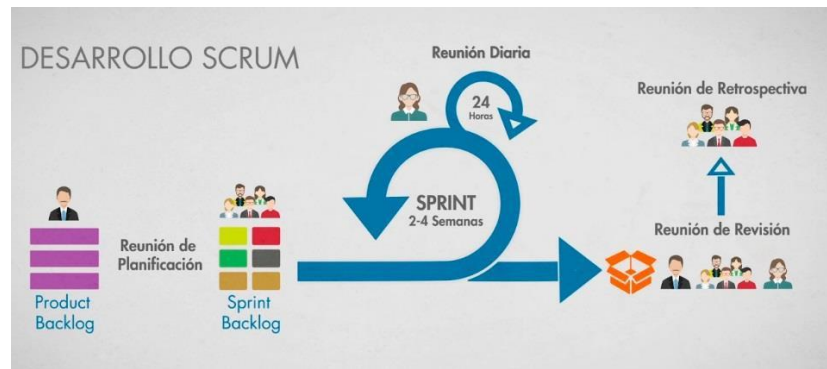 DESARROLLO SCRUM
Reunión Diaria
24
Horas
SPRINT
2-4 Semanas
Reunión de
Planificación
Product
Backlog
Sprint
Backlog
Reunión de Retrospectiva
Reunión de Revisión